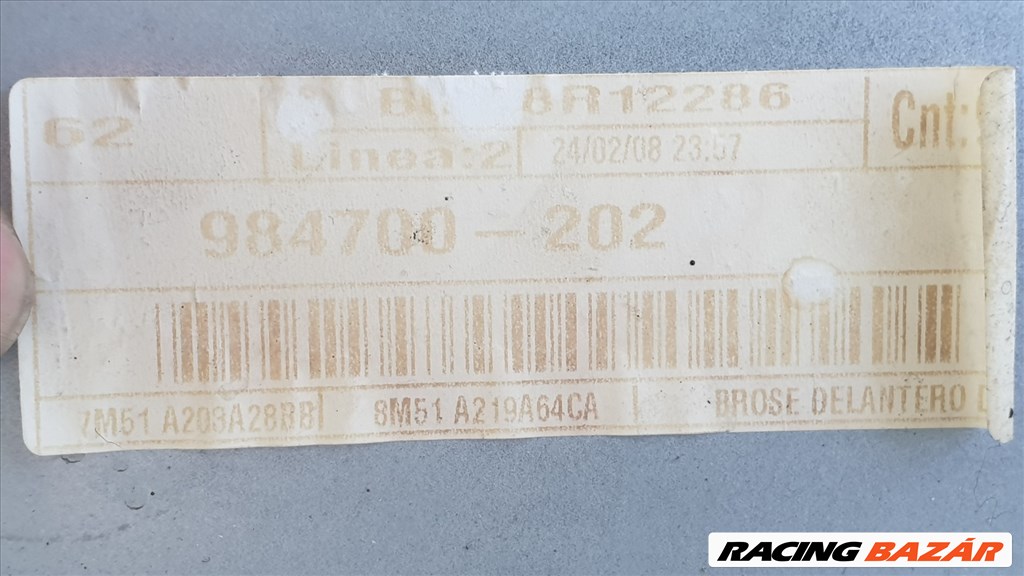 8R12286
62
Cnt:
Linea:2
24/02/08 23:57
984700-202
7M51 A203A28BB
8M51 A219A64CA
BROSE DELANTERO
RACING BAZÁR